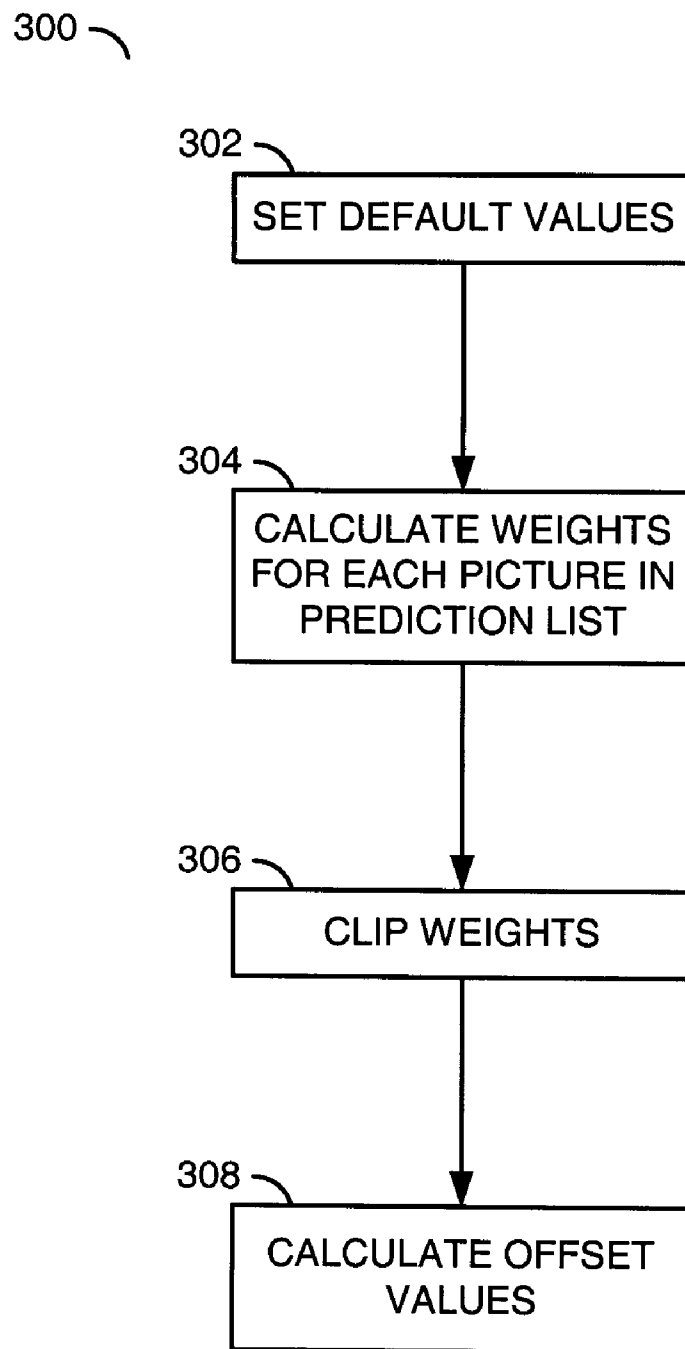 300
302
SET DEFAULT VALUES
304
CALCULATE WEIGHTS
FOR EACH PICTURE IN
PREDICTION LIST
306
CLIP WEIGHTS
308
CALCULATE OFFSET
VALUES